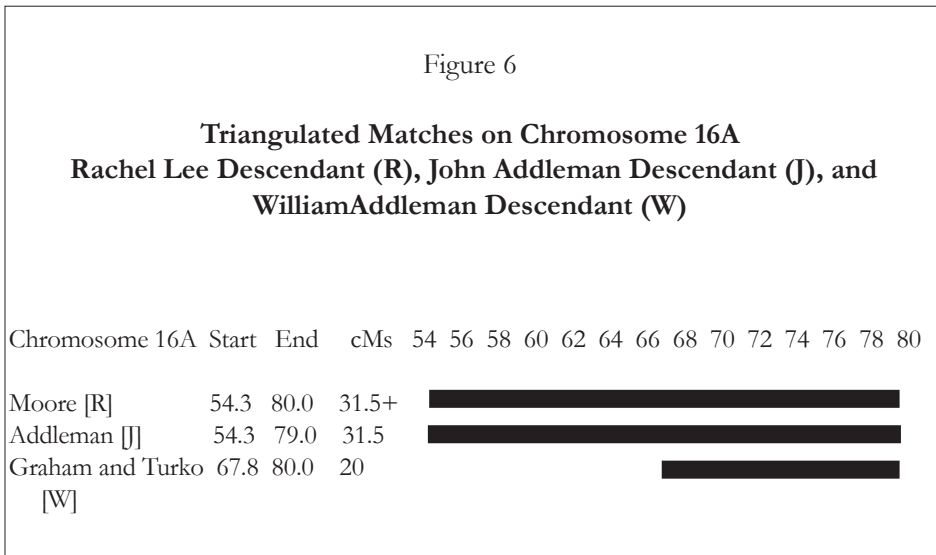 Figure 6
Triangulated Matches on Chromosome 16A
Rachel Lee Descendant (R), John Addleman Descendant (J), and
WilliamAddleman Descendant (W)
Chromosome 16A Start End cMs 54 56 58 60 62 64 66 68 70 72 74 76 78 80
Moore [R] 54.3 80.0 31.5+
Addleman [J] 54.3 79.0 31.5
Graham and Turko 67.8 80.0 20
[W]